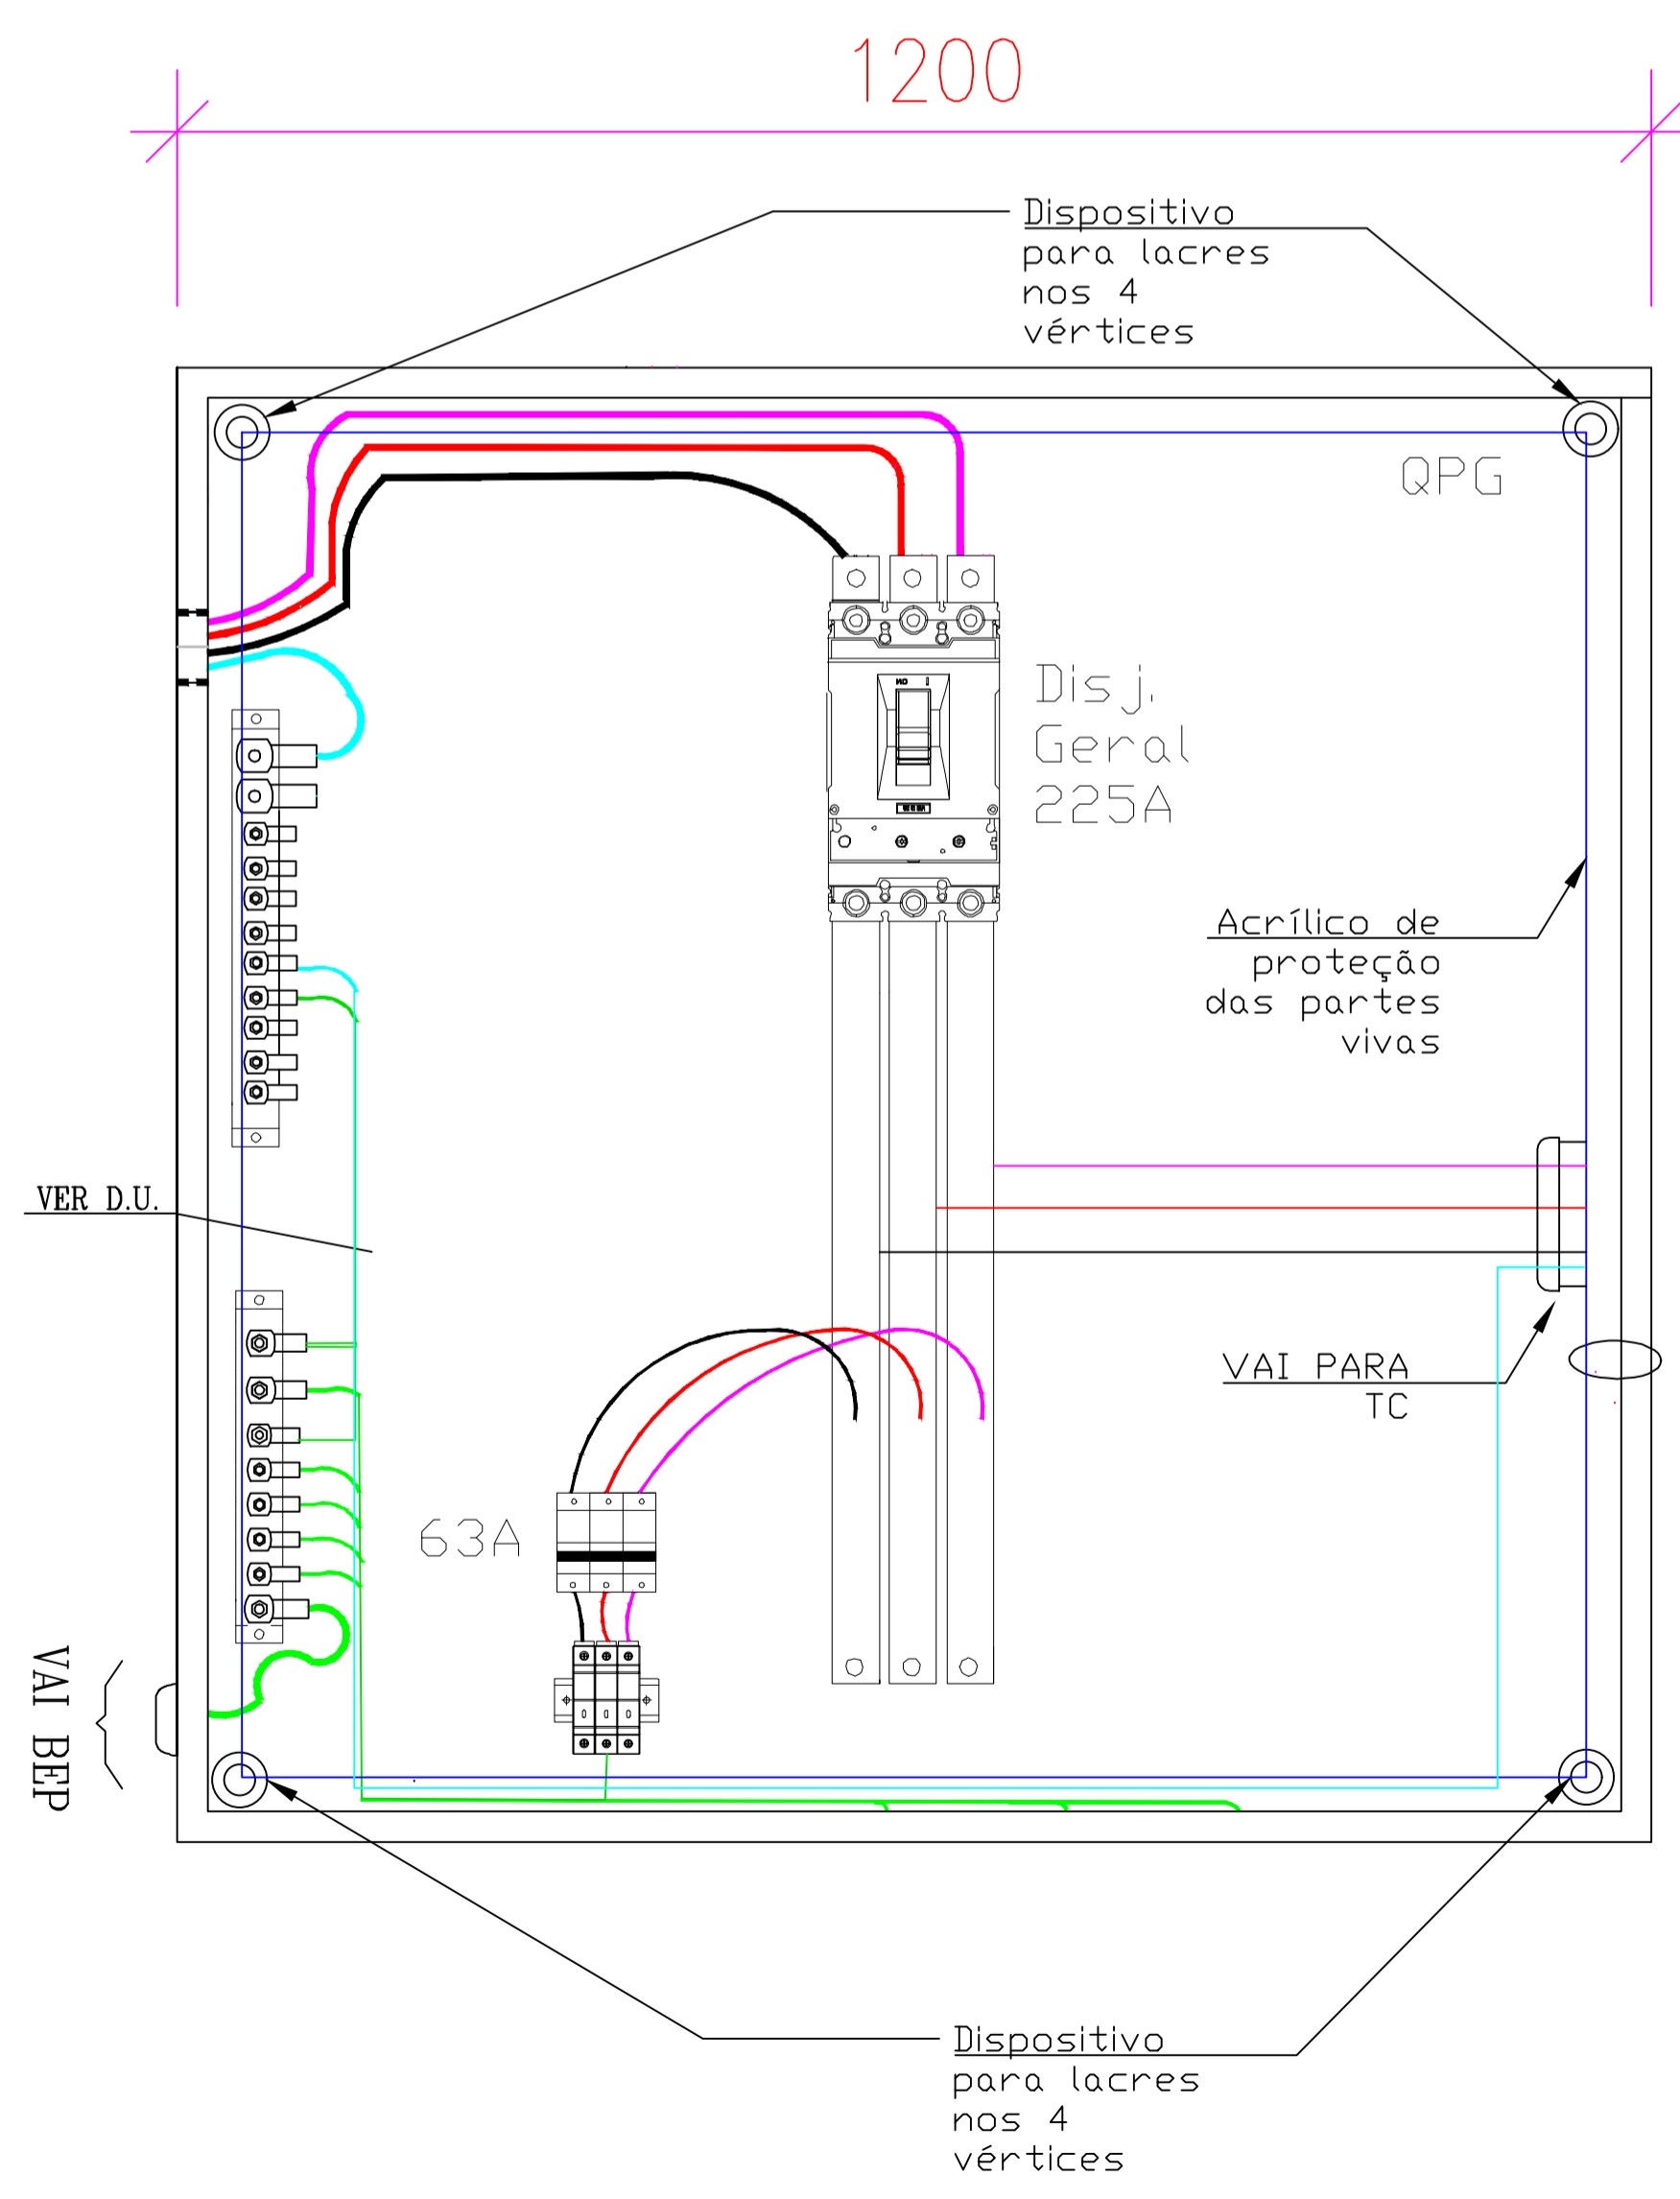 1200
Dispositivo
para lacres
nos 4
vértices
QPG
Disj.
Geral
225A
Acrílico de
proteção
das partes
vivas
VER D.U.
VAI PARA
TC
63A
VAI BEP
Dispositivo
para lacres
nos 4
vértices